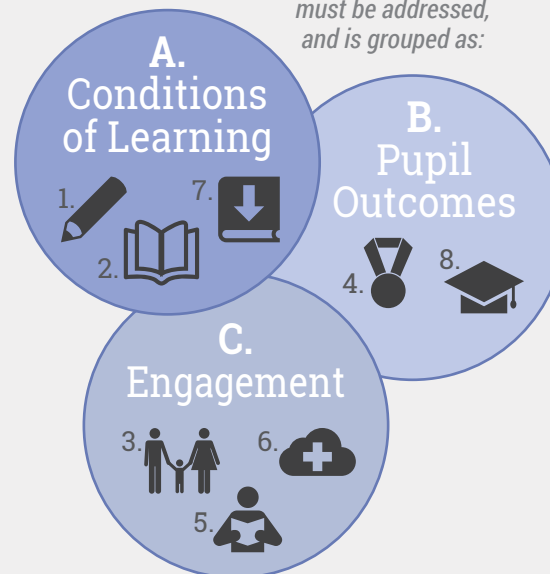 must be addressed,
and is grouped as:
A.
Conditions
of Learning
1.
7.
2.
B.
Pupil
Outcomes
4.
8.
C.
Engagement
3.
6.
5.